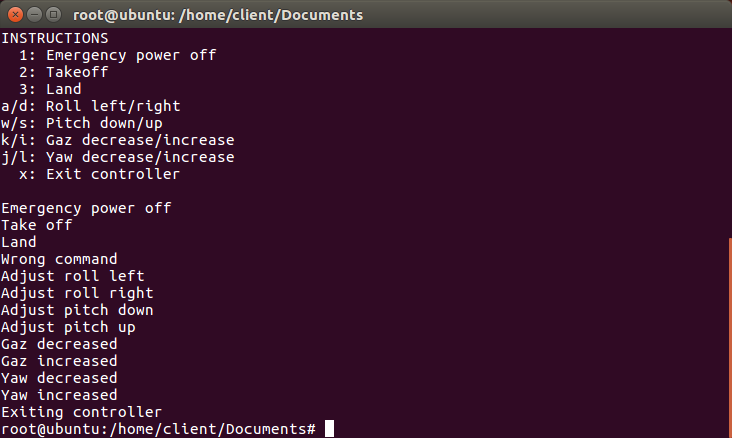 root@ubuntu: /home/client/Documents
INSTRUCTIONS
  1: Emergency power off
  2: Takeoff
  3: Land
a/d: Roll left/right
w/s: Pitch down/up
k/i: Gaz decrease/increase
j/l: Yaw decrease/increase
  x: Exit controller

Emergency power off
Take off
Land
Wrong command
Adjust roll left
Adjust roll right
Adjust pitch down
Adjust pitch up
Gaz decreased
Gaz increased
Yaw decreased
Yaw increased
Exiting controller
root@ubuntu:/home/client/Documents#